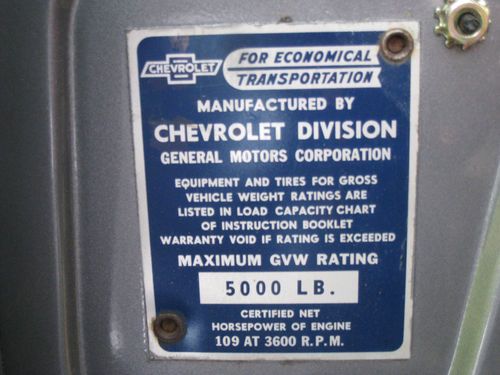 CHEVROLET
FOR ECONOMICAL
TRANSPORTATION
MANUFACTURED BY
CHEVROLET DIVISION
GENERAL MOTORS CORPORATION
EQUIPMENT AND TIRES FOR GROSS
VEHICLE WEIGHT RATINGS ARE
LISTED IN LOAD CAPACITY CHART
OF INSTRUCTION BOOKLET
WARRANTY VOID IF RATING IS EXCEEDED
MAXIMUM GVW RATING
5000 LB.
CERTIFIED NET
HORSEPOWER OF ENGINE
109 AT 3600 R.P.M.